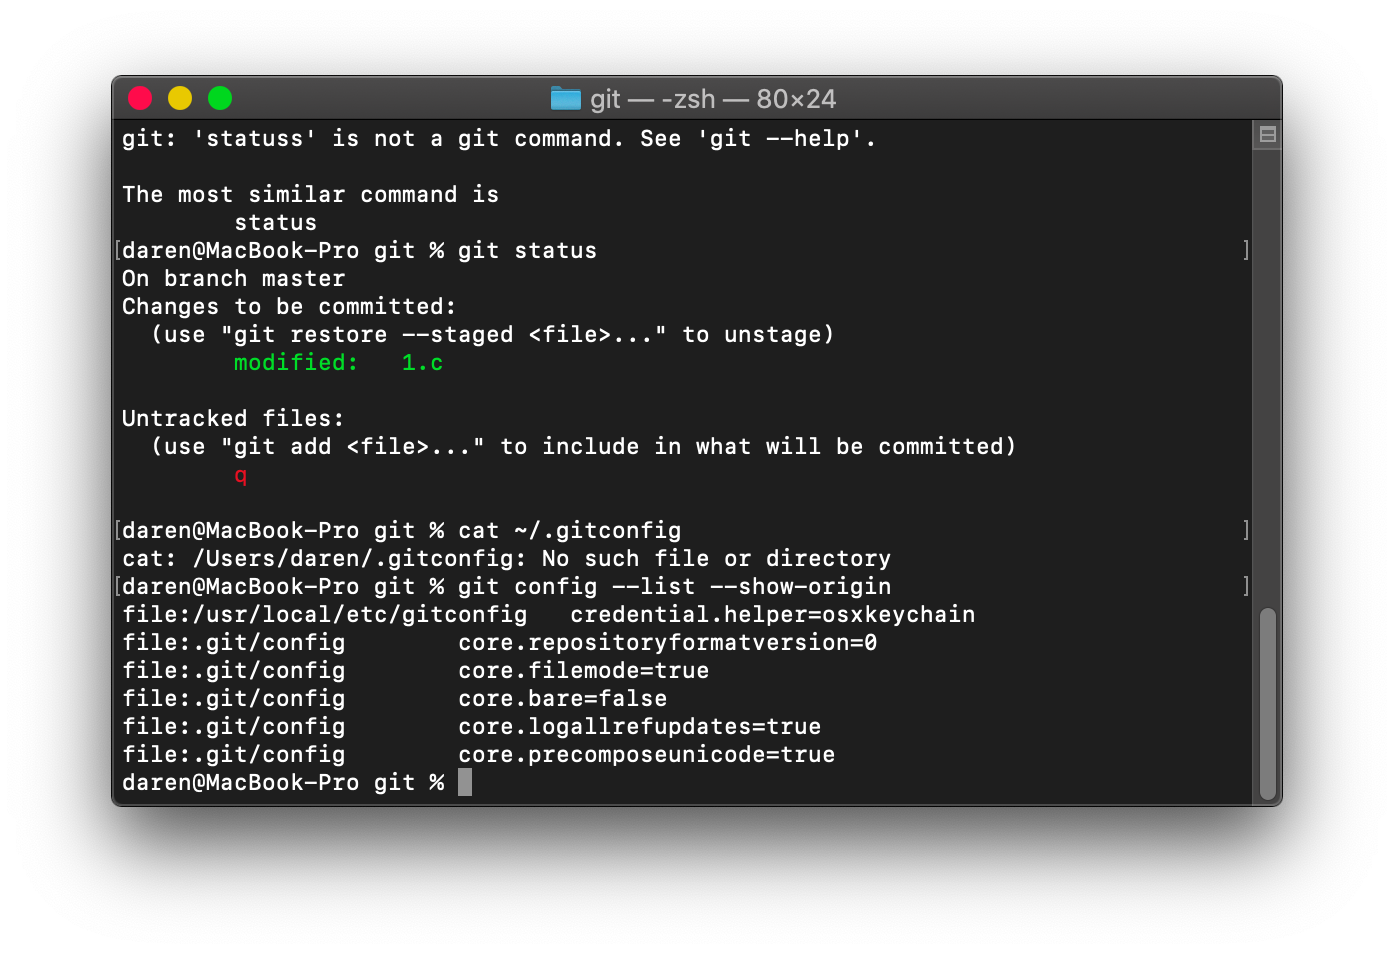 git — -zsh — 80×24
git: 'statuss' is not a git command. See 'git --help'.
The most similar command is
status
[daren@MacBook-Pro git % git status ]
On branch master
Changes to be committed:
(use "git restore --staged <file>..." to unstage)
modified: 1.c
Untracked files:
(use "git add <file>..." to include in what will be committed)
q
[daren@MacBook-Pro git % cat ~/.gitconfig ]
cat: /Users/daren/.gitconfig: No such file or directory
[daren@MacBook-Pro git % git config --list --show-origin ]
file:/usr/local/etc/gitconfig credential.helper=osxkeychain
file:.git/config core.repositoryformatversion=0
file:.git/config core.filemode=true
file:.git/config core.bare=false
file:.git/config core.logallrefupdates=true
file:.git/config core.precomposeunicode=true
daren@MacBook-Pro git %